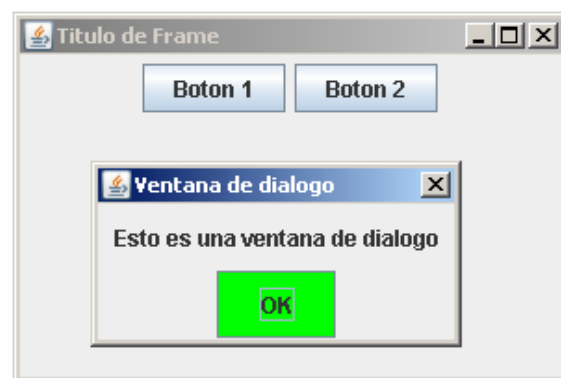 Titulo de Frame
Boton 1 Boton 2
Ventana de dialogo
Esto es una ventana de dialogo
OK